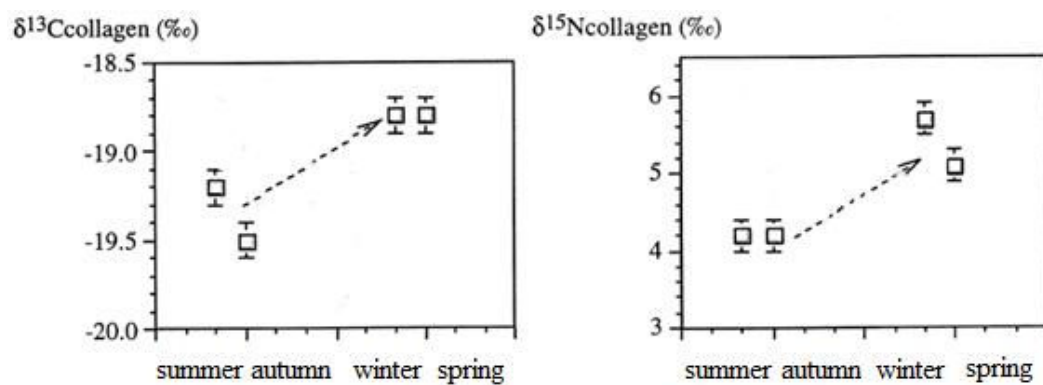 δ¹³Ccollagen (‰)
-18.5
-19.0
-19.5
-20.0
summer autumn winter spring
δ¹⁵Ncollagen (‰)
6
5
4
3
summer autumn winter spring